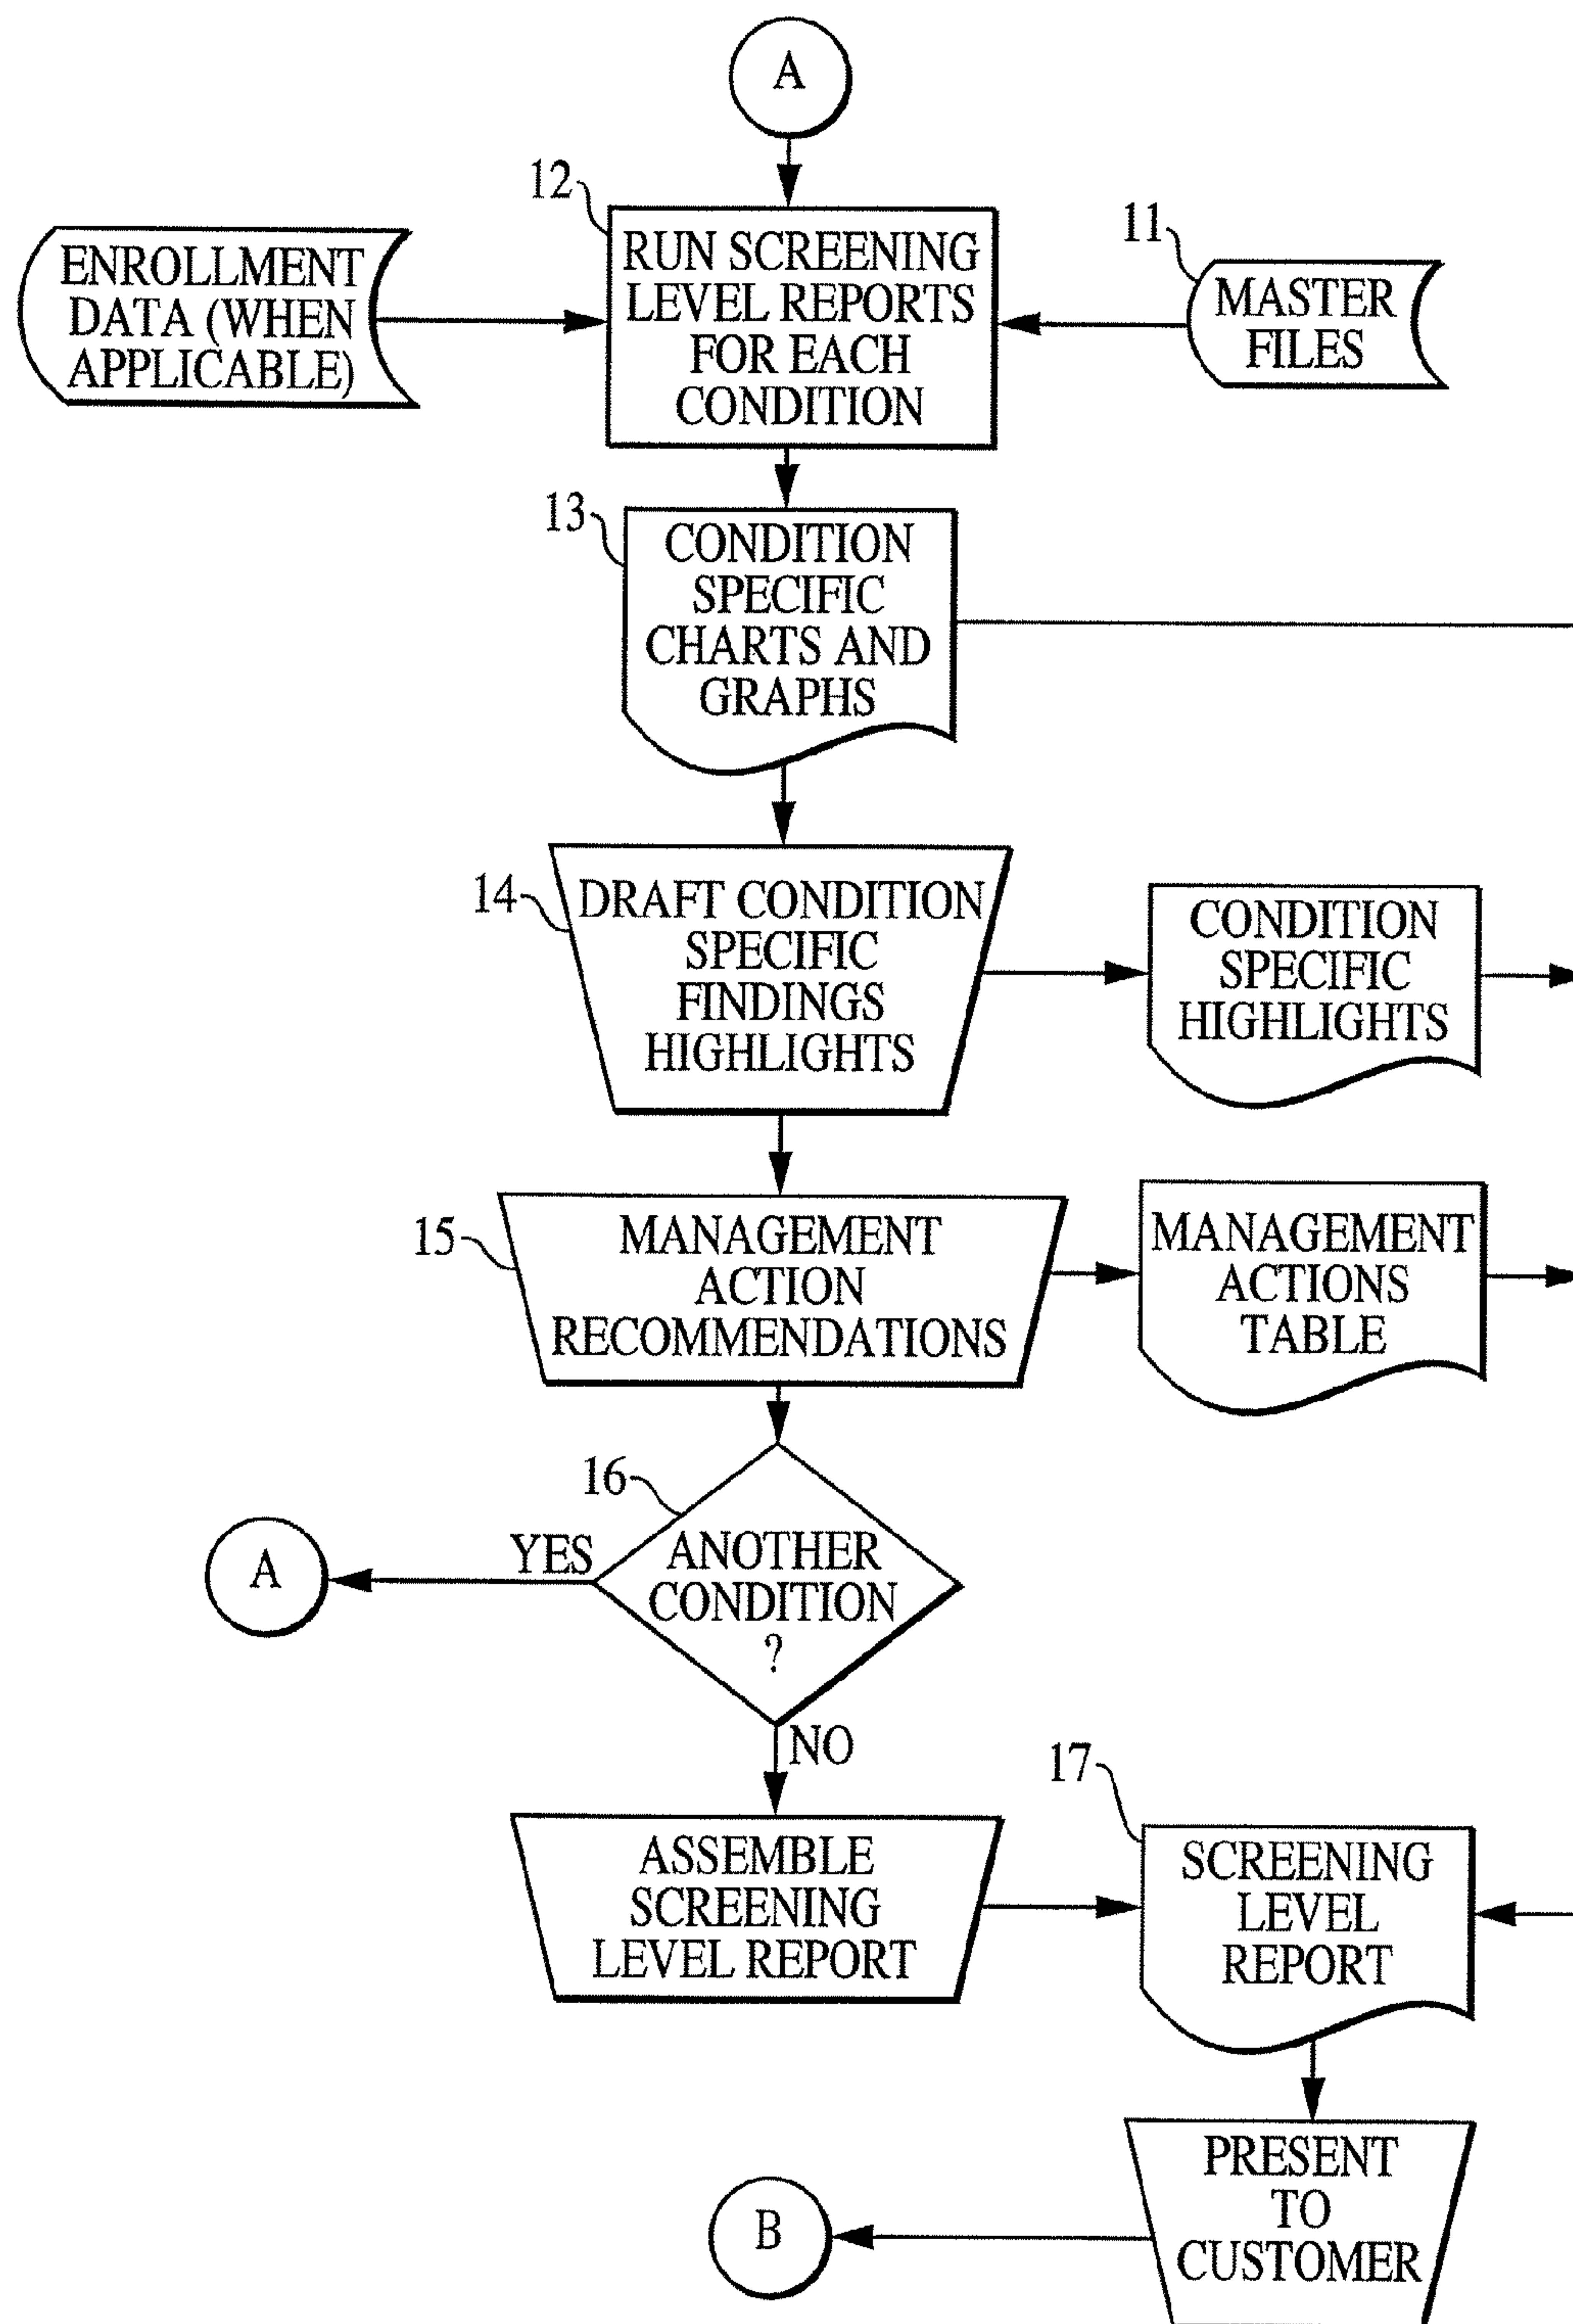 A
12
ENROLLMENT
DATA (WHEN
APPLICABLE)
RUN SCREENING
LEVEL REPORTS
FOR EACH
CONDITION
11
MASTER
FILES
13
CONDITION
SPECIFIC
CHARTS AND
GRAPHS
14
DRAFT CONDITION
SPECIFIC
FINDINGS
HIGHLIGHTS
CONDITION
SPECIFIC
HIGHLIGHTS
15
MANAGEMENT
ACTION
RECOMMENDATIONS
MANAGEMENT
ACTIONS
TABLE
16
ANOTHER
CONDITION
?
YES
A
NO
ASSEMBLE
SCREENING
LEVEL REPORT
17
SCREENING
LEVEL
REPORT
PRESENT
TO
CUSTOMER
B